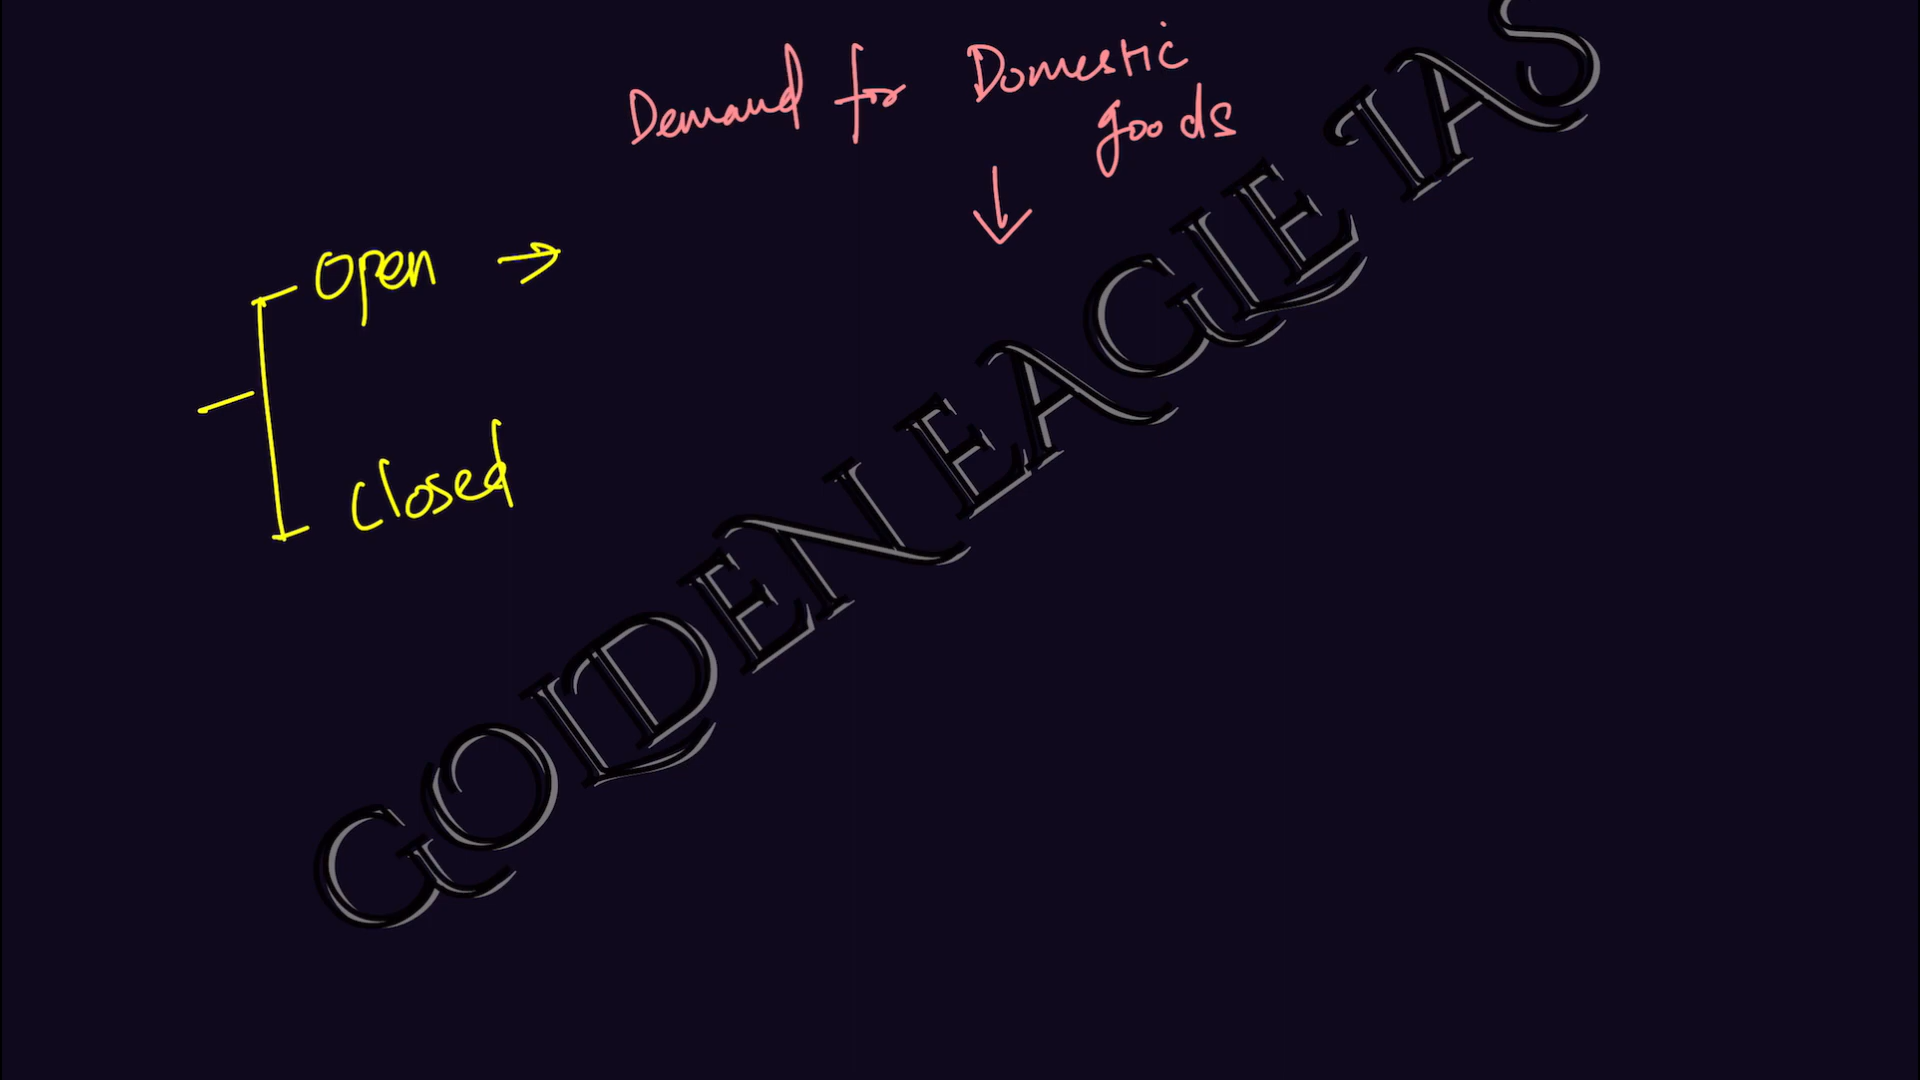 Demand for Domestic
goods
↓
Open →
Closed
GOLDEN EAGLE IAS